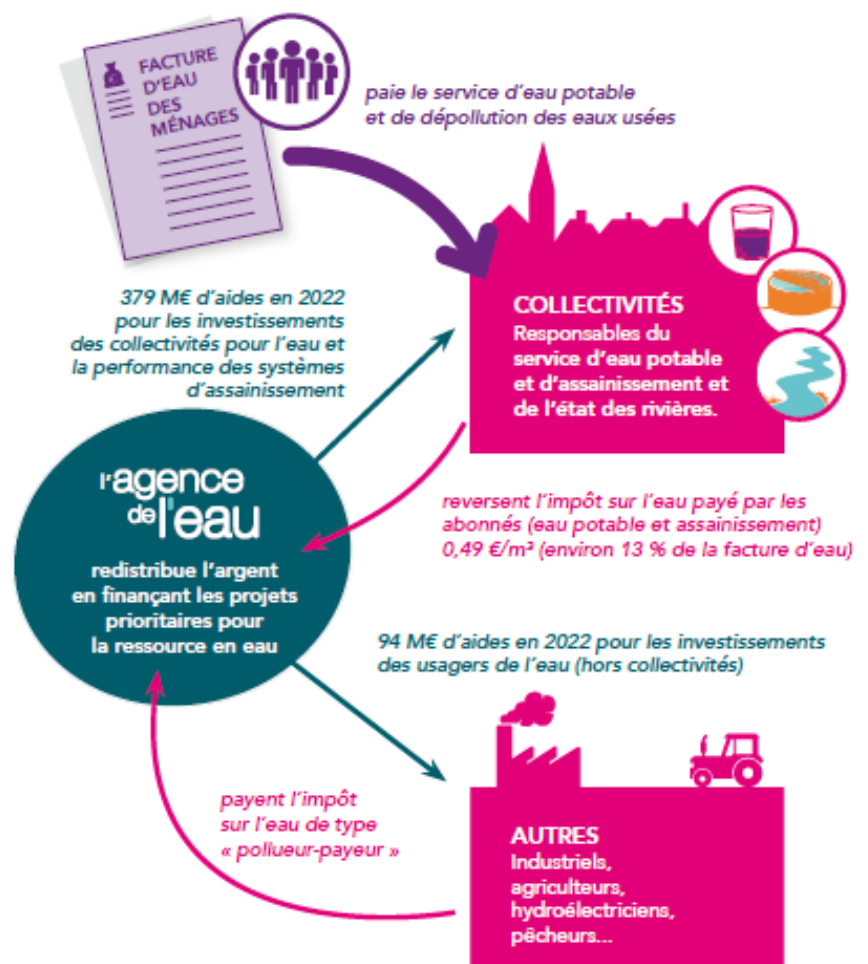 FACTURE
D'EAU
DES
MÉNAGES
paie le service d'eau potable
et de dépollution des eaux usées
379 M€ d'aides en 2022
pour les investissements
des collectivités pour l'eau et
la performance des systèmes
d'assainissement
COLLECTIVITÉS
Responsables du
service d'eau potable
et d'assainissement et
de l'état des rivières.
l'agence
de l'eau
redistribue l'argent
en finançant les projets
prioritaires pour
la ressource en eau
reversent l'impôt sur l'eau payé par les
abonnés (eau potable et assainissement)
0,49 €/m³ (environ 13 % de la facture d'eau)
94 M€ d'aides en 2022 pour les investissements
des usagers de l'eau (hors collectivités)
payent l'impôt
sur l'eau de type
« pollueur-payeur »
AUTRES
Industriels,
agriculteurs,
hydroélectriciens,
pêcheurs...